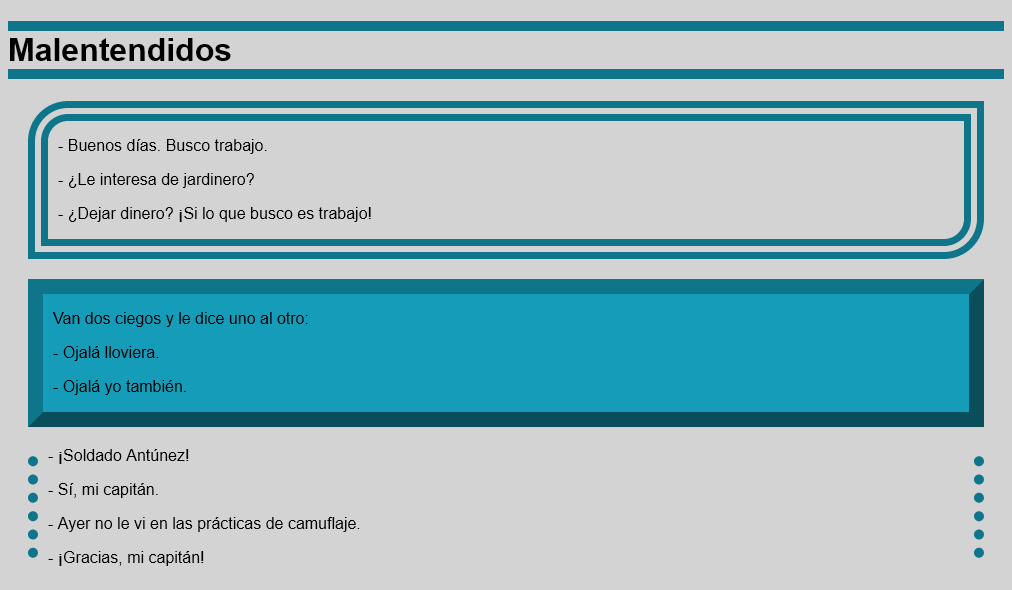 Malentendidos
- Buenos días. Busco trabajo.
- ¿Le interesa de jardinero?
- ¿Dejar dinero? ¡Si lo que busco es trabajo!
Van dos ciegos y le dice uno al otro:
- Ojalá lloviera.
- Ojalá yo también.
- ¡Soldado Antúnez!
- Sí, mi capitán.
- Ayer no le vi en las prácticas de camuflaje.
- ¡Gracias, mi capitán!